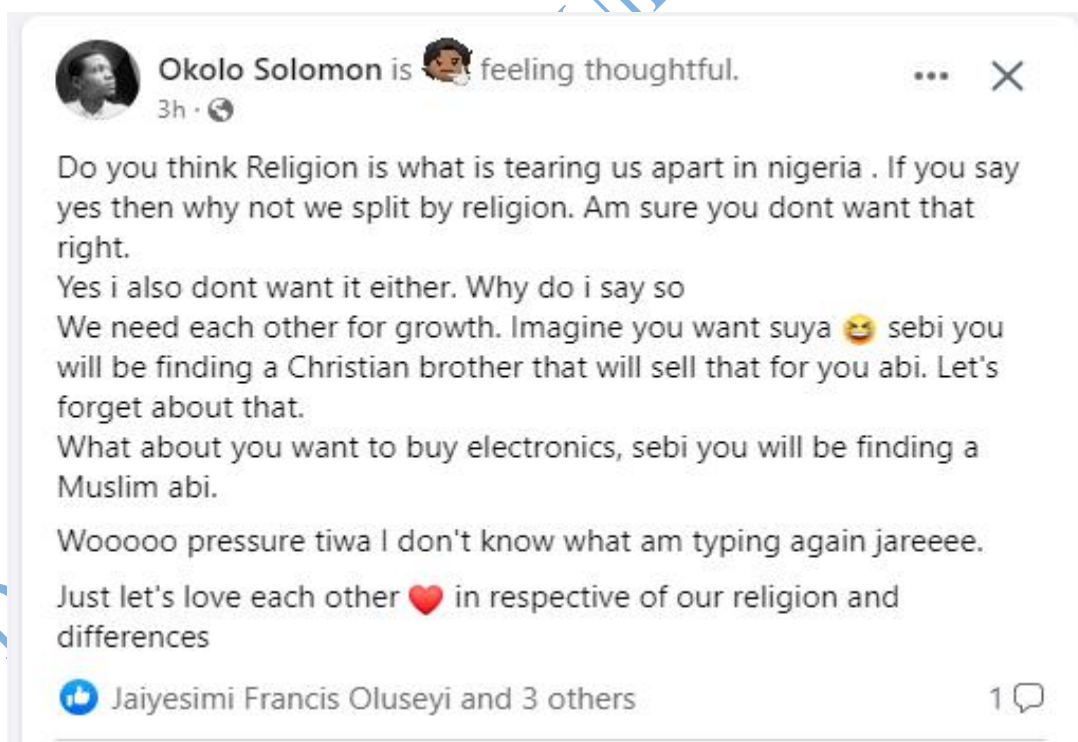 Okolo Solomon is feeling thoughtful.
3h ·
Do you think Religion is what is tearing us apart in nigeria . If you say
yes then why not we split by religion. Am sure you dont want that
right.
Yes i also dont want it either. Why do i say so
We need each other for growth. Imagine you want suya 😆 sebi you
will be finding a Christian brother that will sell that for you abi. Let's
forget about that.
What about you want to buy electronics, sebi you will be finding a
Muslim abi.
Wooooo pressure tiwa I don't know what am typing again jareeee.
Just let's love each other ❤️ in respective of our religion and
differences
Jaiyesimi Francis Oluseyi and 3 others
1